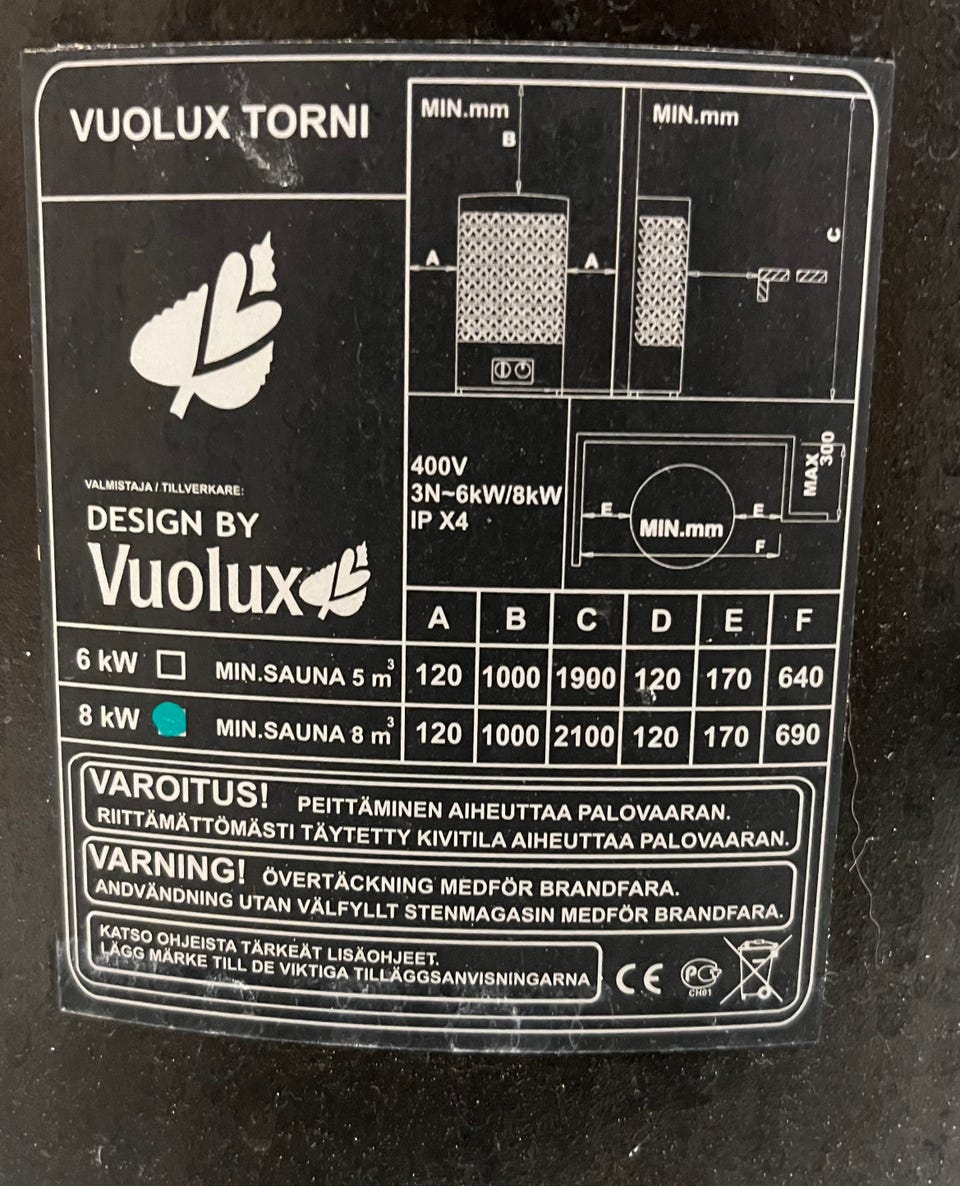 VUOLUX TORNI
MIN.mm
B
A
A
MIN.mm
C
VALMISTAJA / TILLVERKARE:
DESIGN BY
Vuolux
400V
3N~6kW/8kW
IP X4
E
MIN.mm
E
F
MAX
300
A B C D E F
6 kW MIN.SAUNA 5 m³ 120 1000 1900 120 170 640
8 kW MIN.SAUNA 8 m³ 120 1000 2100 120 170 690
VAROITUS! PEITTÄMINEN AIHEUTTAA PALOVAARAN.
RIITTÄMÄTTÖMÄSTI TÄYTETTY KIVITILA AIHEUTTAA PALOVAARAN.
VARNING! ÖVERTÄCKNING MEDFÖR BRANDFARA.
ANDVÄNDNING UTAN VÄLFYLLT STENMAGASIN MEDFÖR BRANDFARA.
KATSO OHJEISTA TÄRKEÄT LISÄOHJEET.
LÄGG MÄRKE TILL DE VIKTIGA TILLÄGGSANVISNINGARNA
CE
CH01